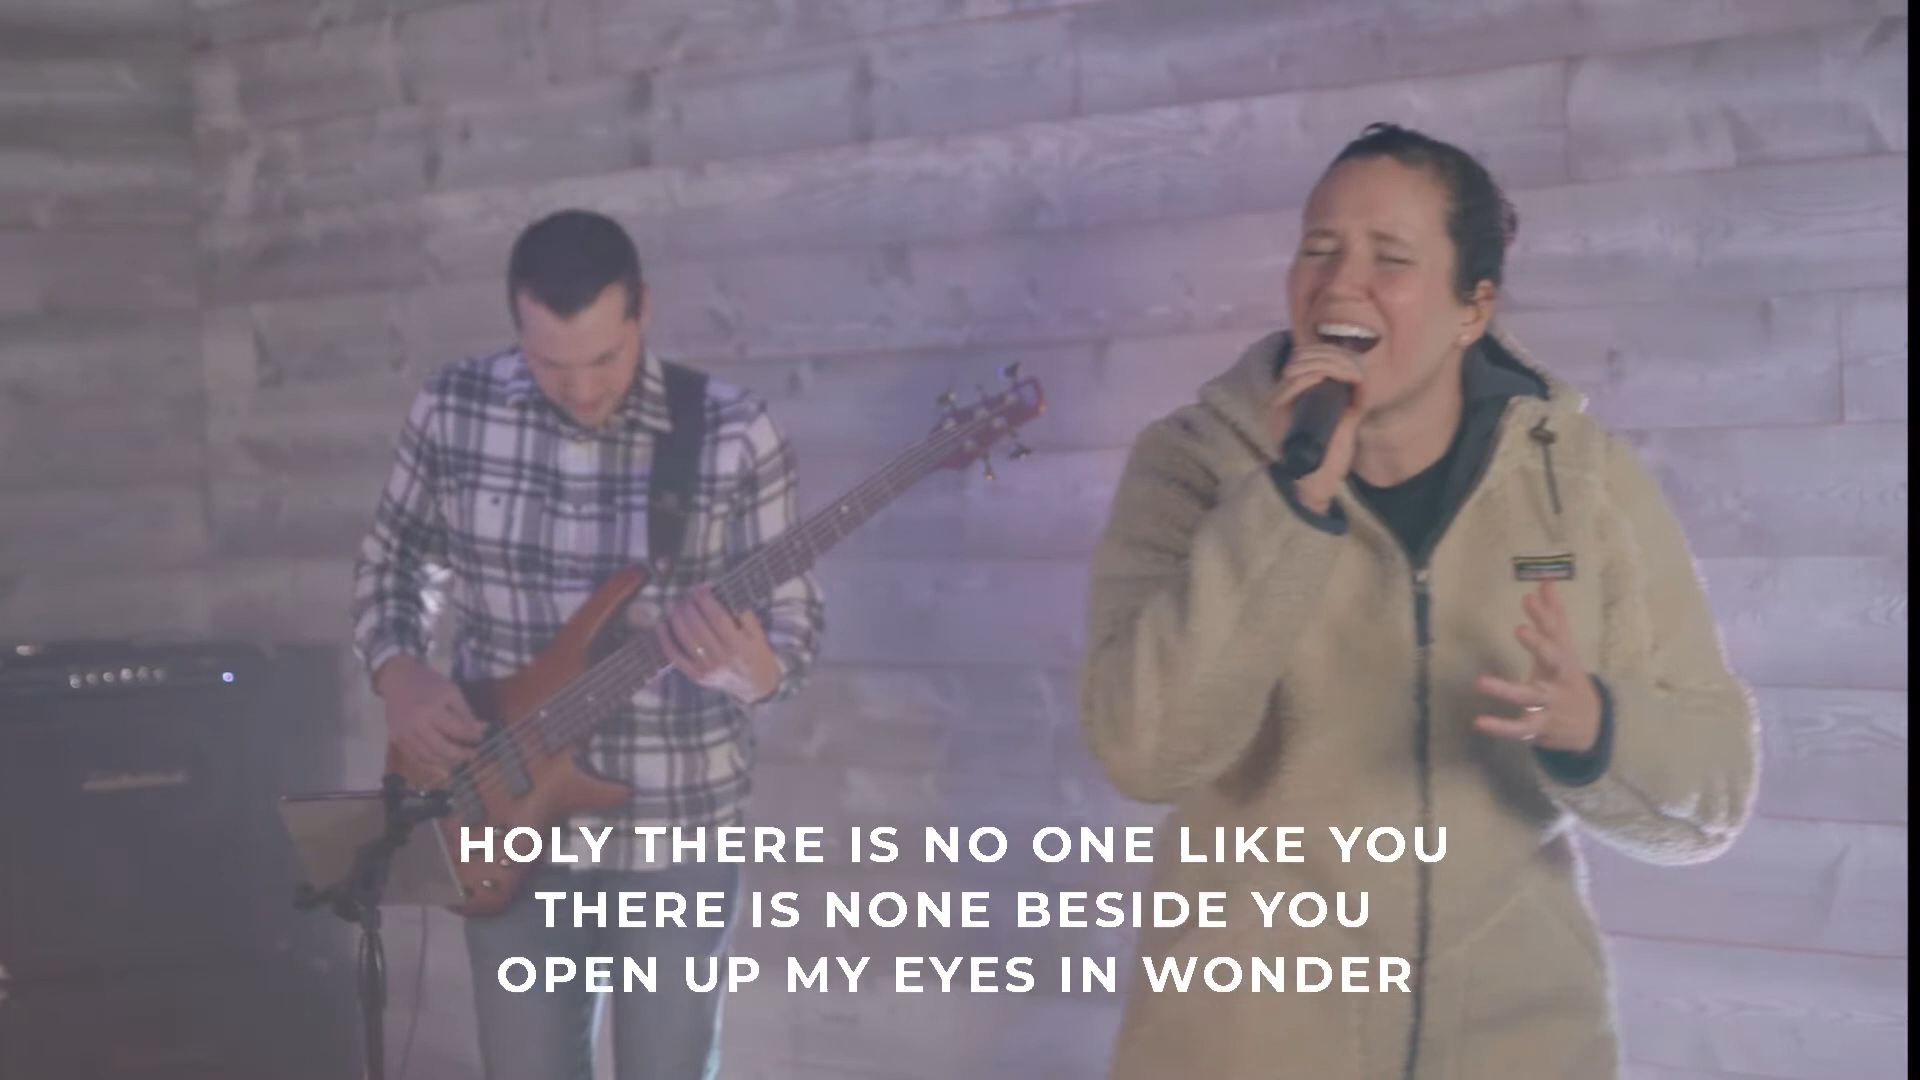 HOLY THERE IS NO ONE LIKE YOU
THERE IS NONE BESIDE YOU
OPEN UP MY EYES IN WONDER